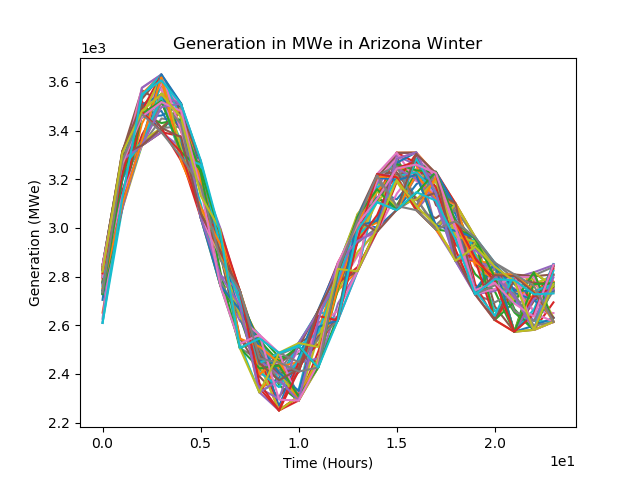 Generation in MWe in Arizona Winter
1e3
3.6
3.4
3.2
3.0
2.8
2.6
2.4
2.2
Generation (MWe)
0.0 0.5 1.0 1.5 2.0
Time (Hours)
1e1